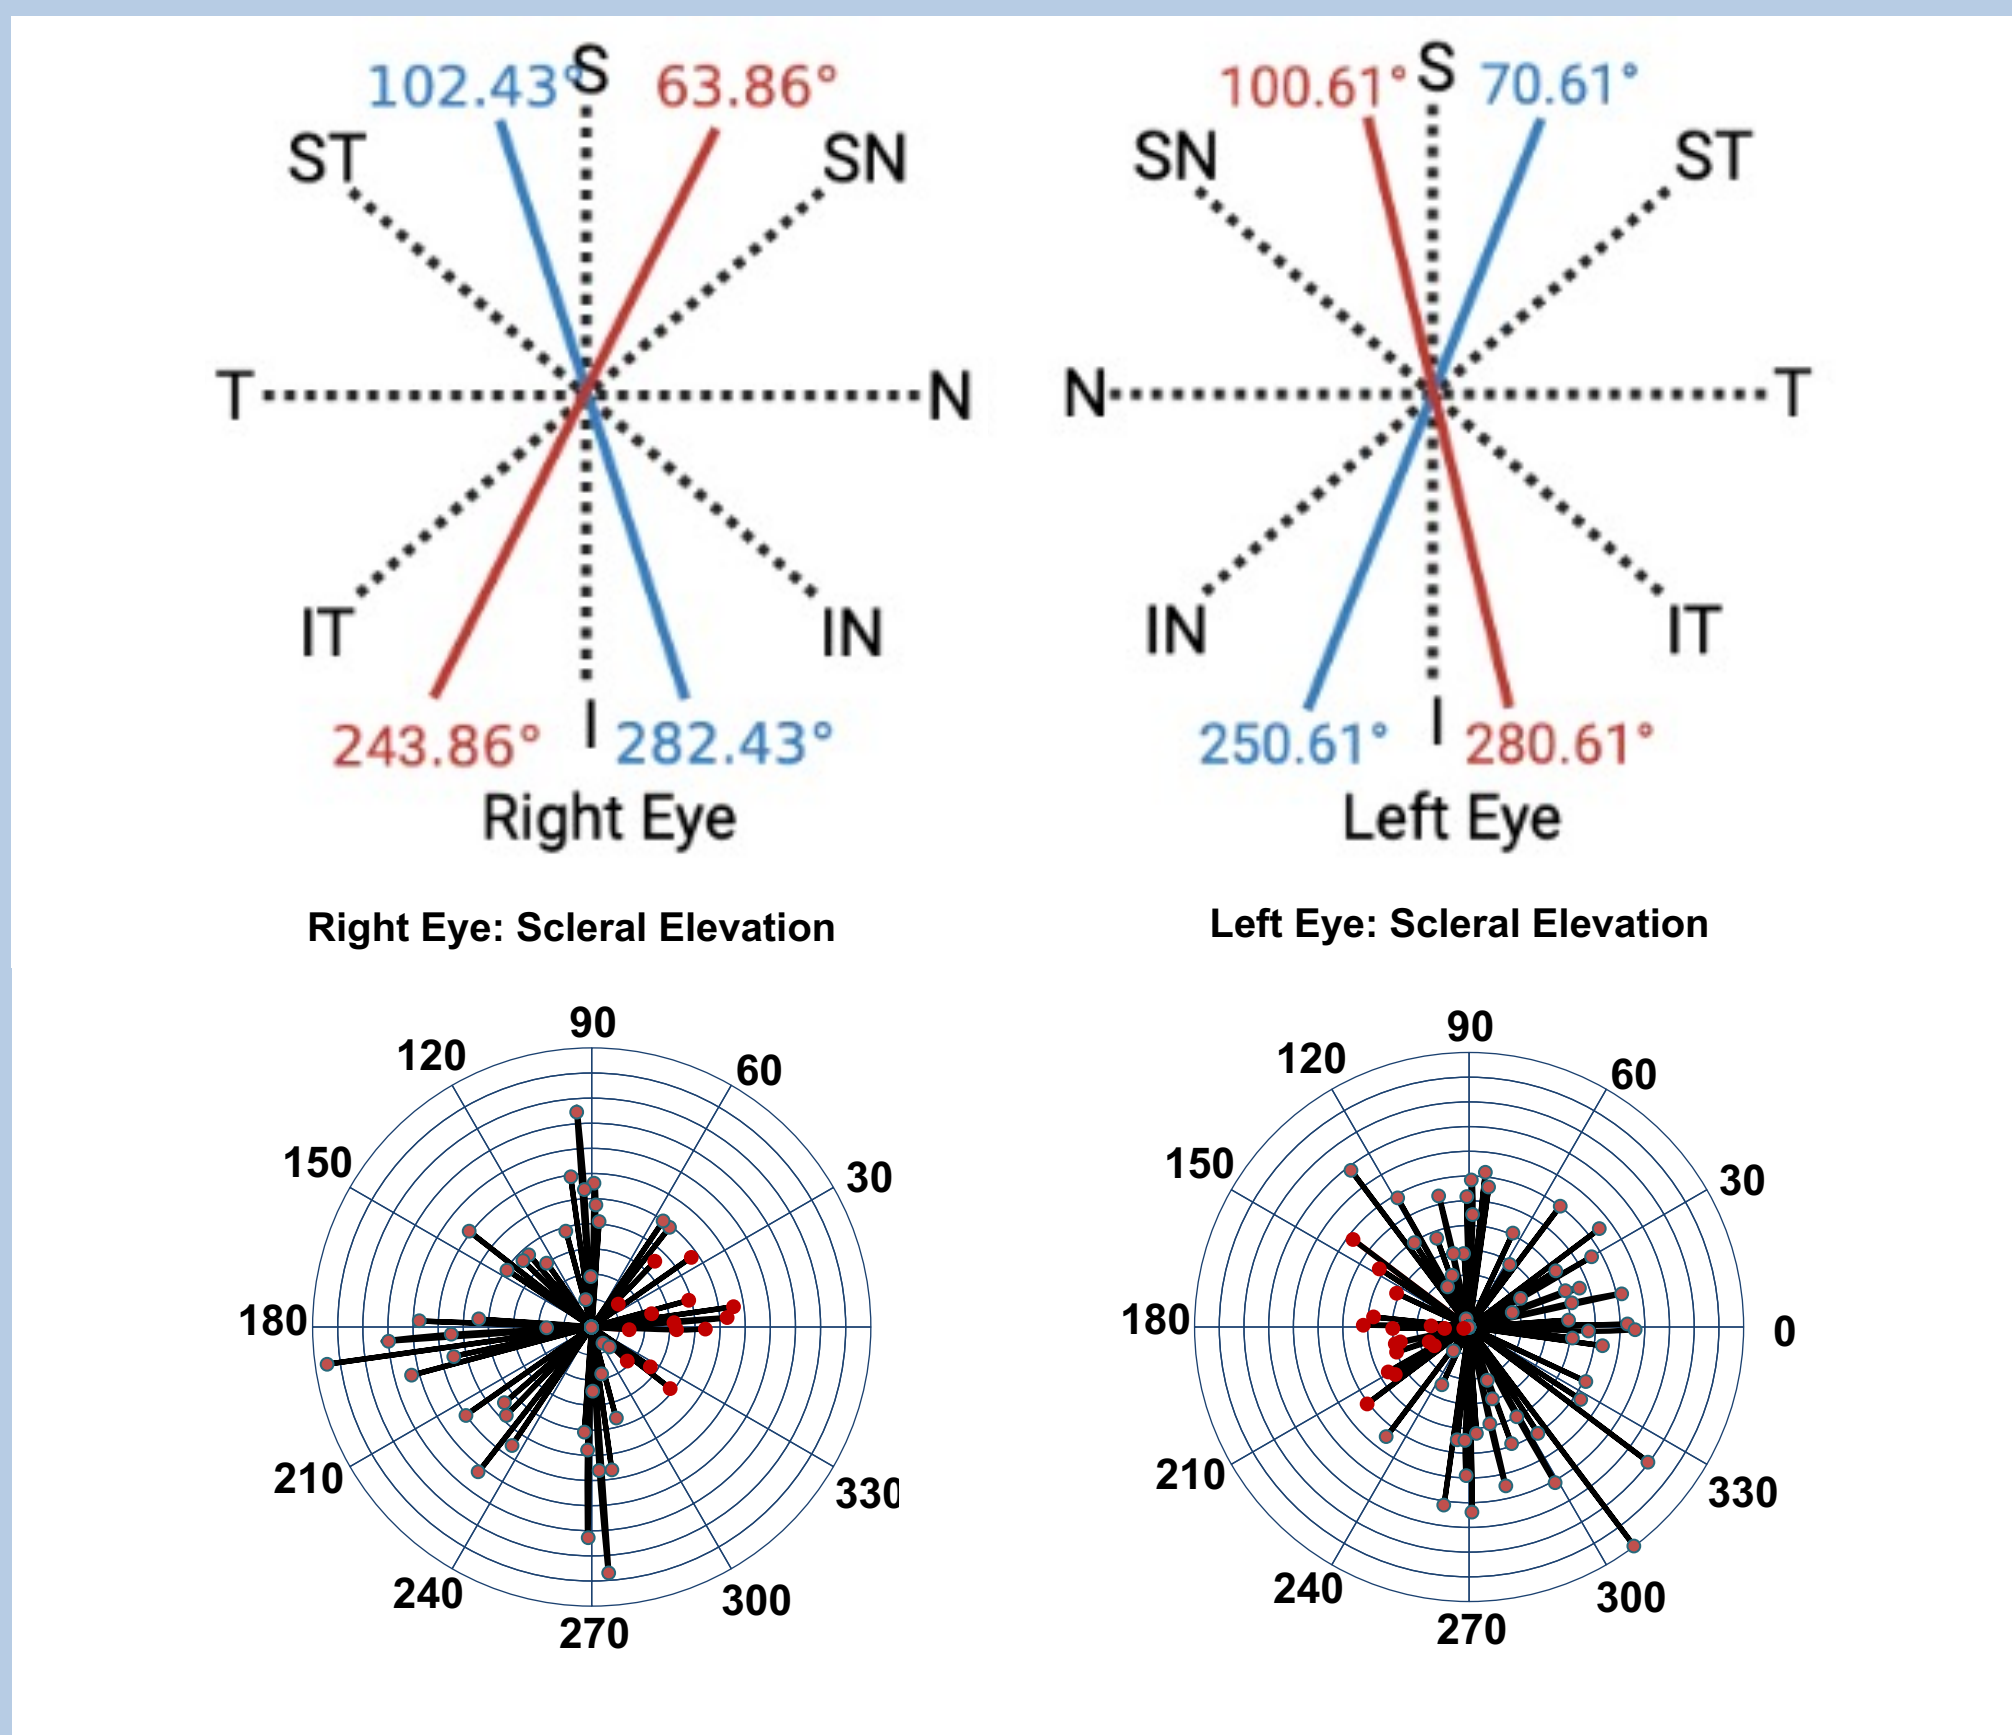 102.43° S 63.86°
ST SN
T N
IT IN
243.86° I 282.43°
Right Eye
100.61° S 70.61°
SN ST
N T
IN IT
250.61° I 280.61°
Left Eye
Right Eye: Scleral Elevation
90
120 60
150 30
180
210 330
240 300
270
Left Eye: Scleral Elevation
90
120 60
150 30
180 0
210 330
240 300
270